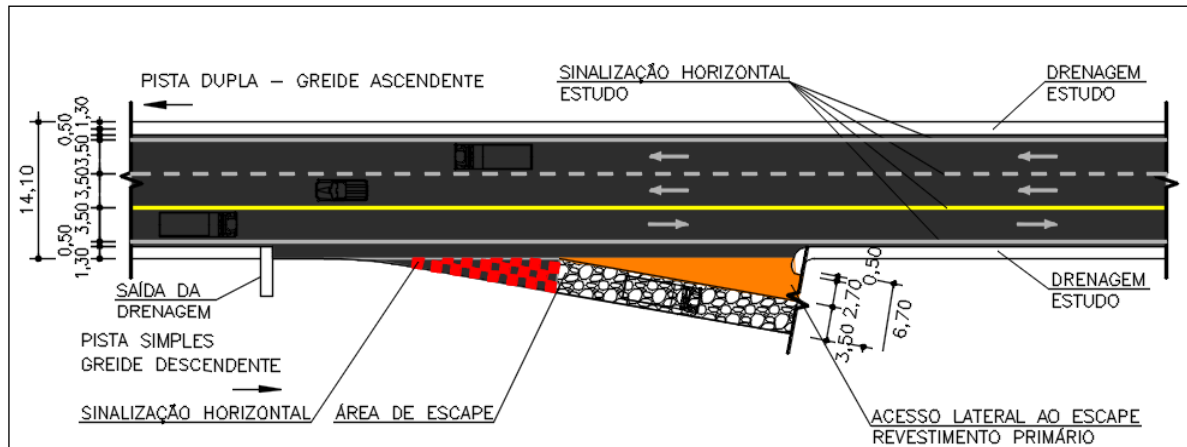 PISTA DUPLA – GREIDE ASCENDENTE
SINALIZAÇÃO HORIZONTAL
ESTUDO
DRENAGEM
ESTUDO
14,10
1,30
0,50
3,50
3,50
3,50
0,50
1,30
SAÍDA DA
DRENAGEM
PISTA SIMPLES
GREIDE DESCENDENTE
SINALIZAÇÃO HORIZONTAL
ÁREA DE ESCAPE
0,50
2,70
3,50
6,70
DRENAGEM
ESTUDO
ACESSO LATERAL AO ESCAPE
REVESTIMENTO PRIMÁRIO